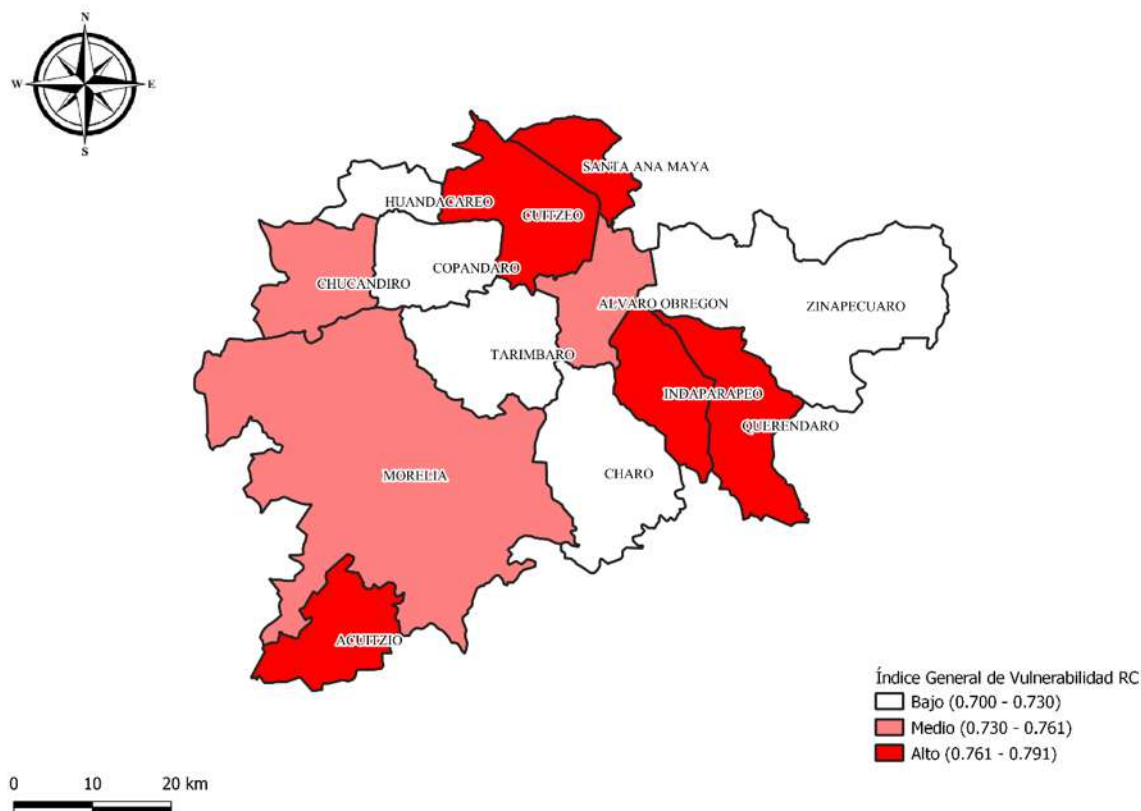 N
W
E
S
SANTA ANA MAYA
HUANDACAREO
CUITZEO
COPANDARO
CHUCANDIRO
ALVARO OBREGON
ZINAPECUARO
TARIMBARO
INDAPARAPEO
QUERENDARO
CHARO
MORELIA
ACUITZIO
Índice General de Vulnerabilidad RC
Bajo (0.700 - 0.730)
Medio (0.730 - 0.761)
Alto (0.761 - 0.791)
0 10 20 km